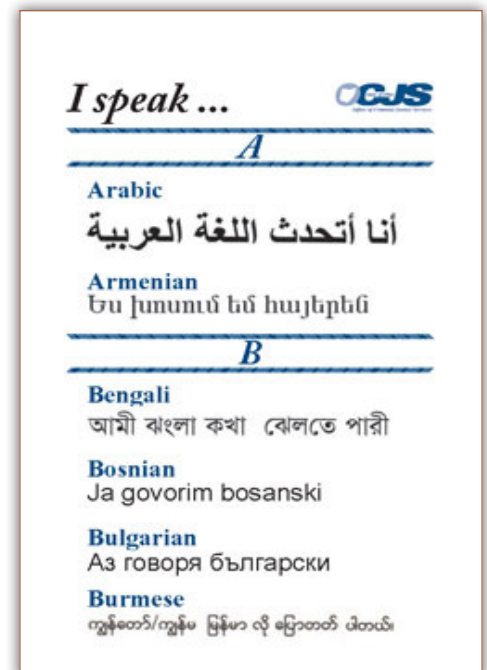 I speak ...
OCJS
A
Arabic
أنا أتحدث اللغة العربية
Armenian
Ես խոսում եմ հայերեն
B
Bengali
আমী ঝংলা কখা ঝেলতে পারী
Bosnian
Ja govorim bosanski
Bulgarian
Аз говоря български
Burmese
ကျွန်တော်/ကျွန်မ မြန်မာ လို ပြောတတ် ပါတယ်။